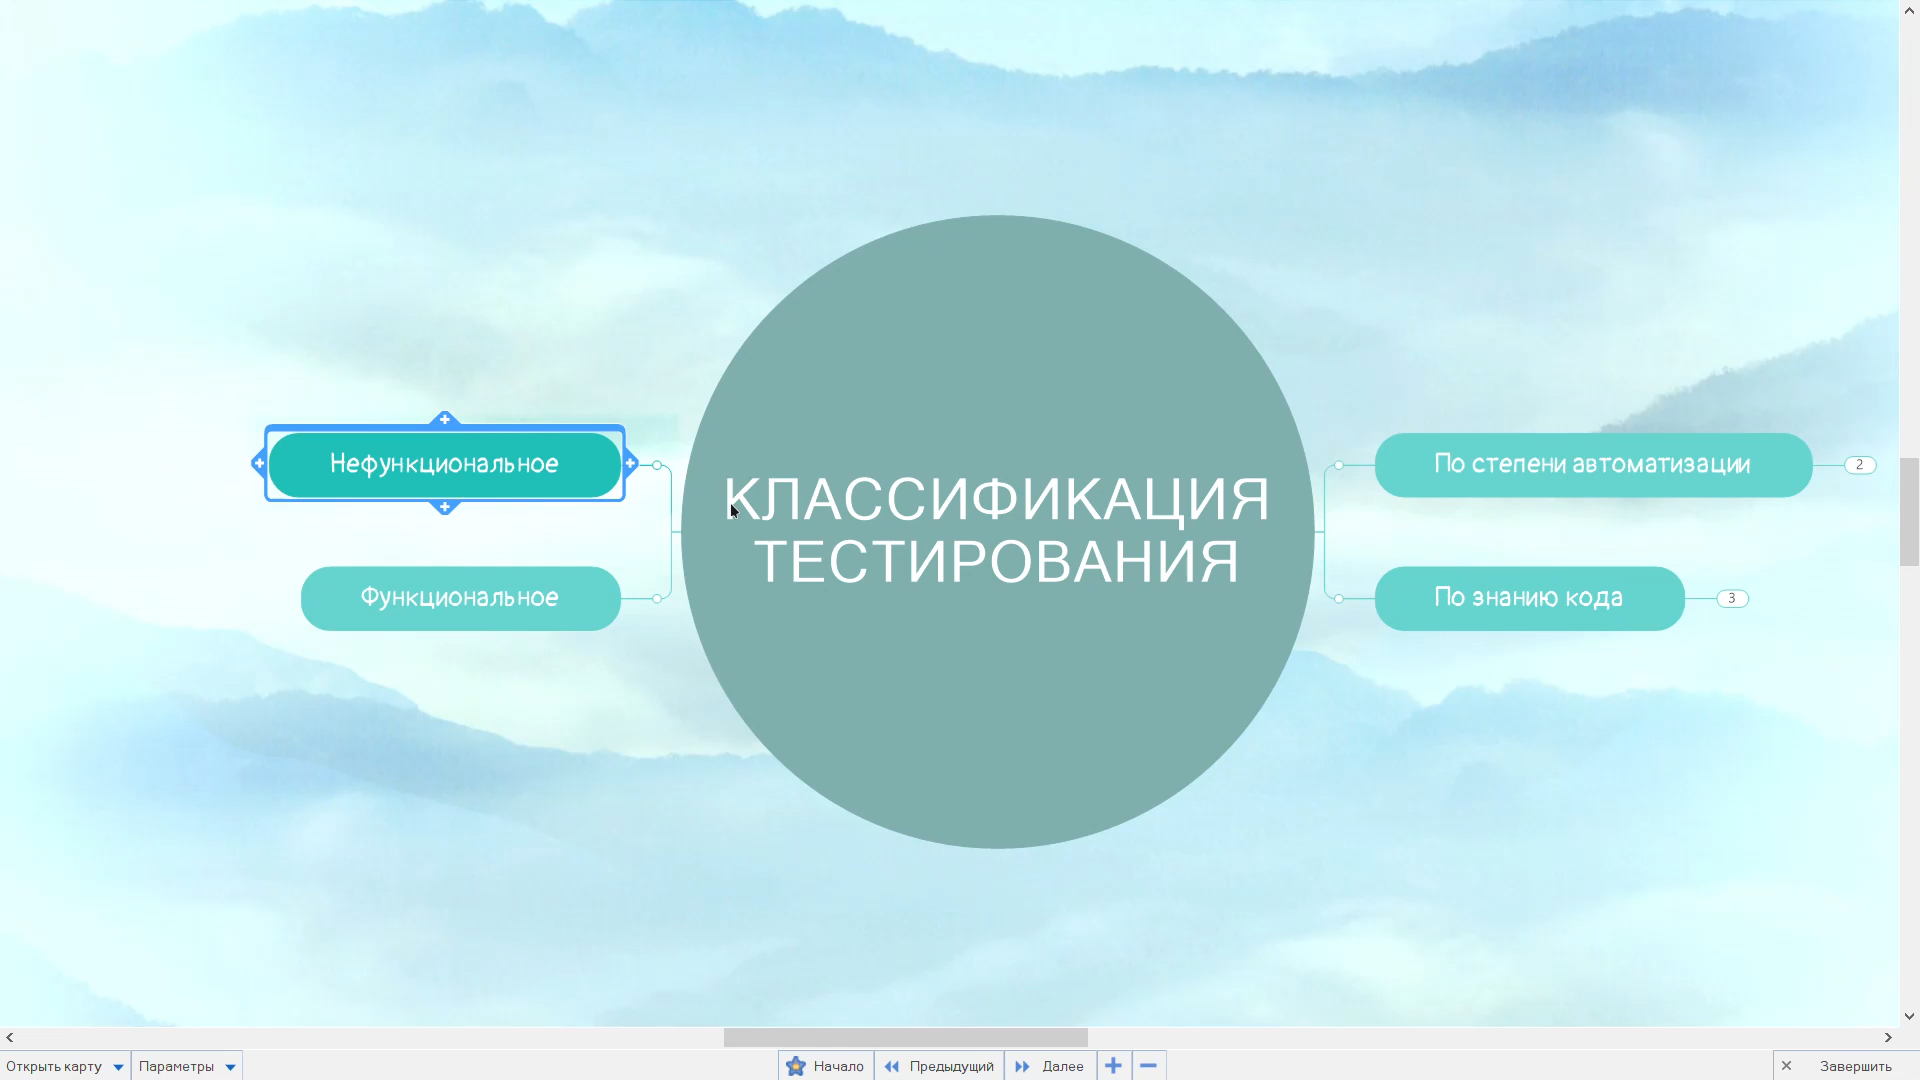 КЛАССИФИКАЦИЯ
ТЕСТИРОВАНИЯ
Нефункциональное
Функциональное
По степени автоматизации
2
По знанию кода
3
Открыть карту
Параметры
Начало
Предыдущий
Далее
Завершить